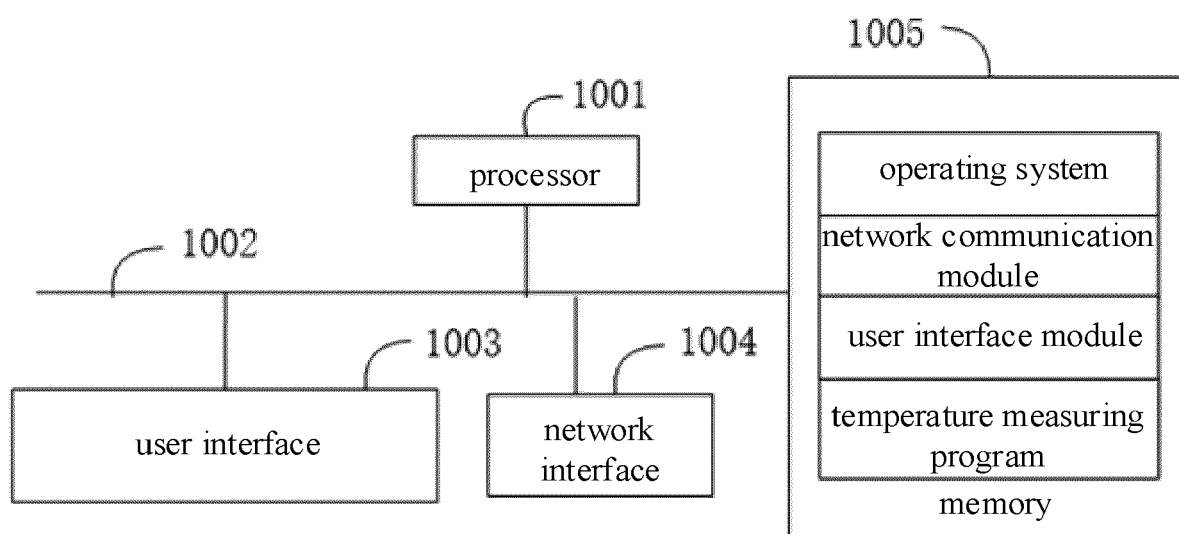 1005
1001
processor
operating system
network communication
module
1002
user interface module
1003
1004
temperature measuring
program
user interface
network
interface
memory